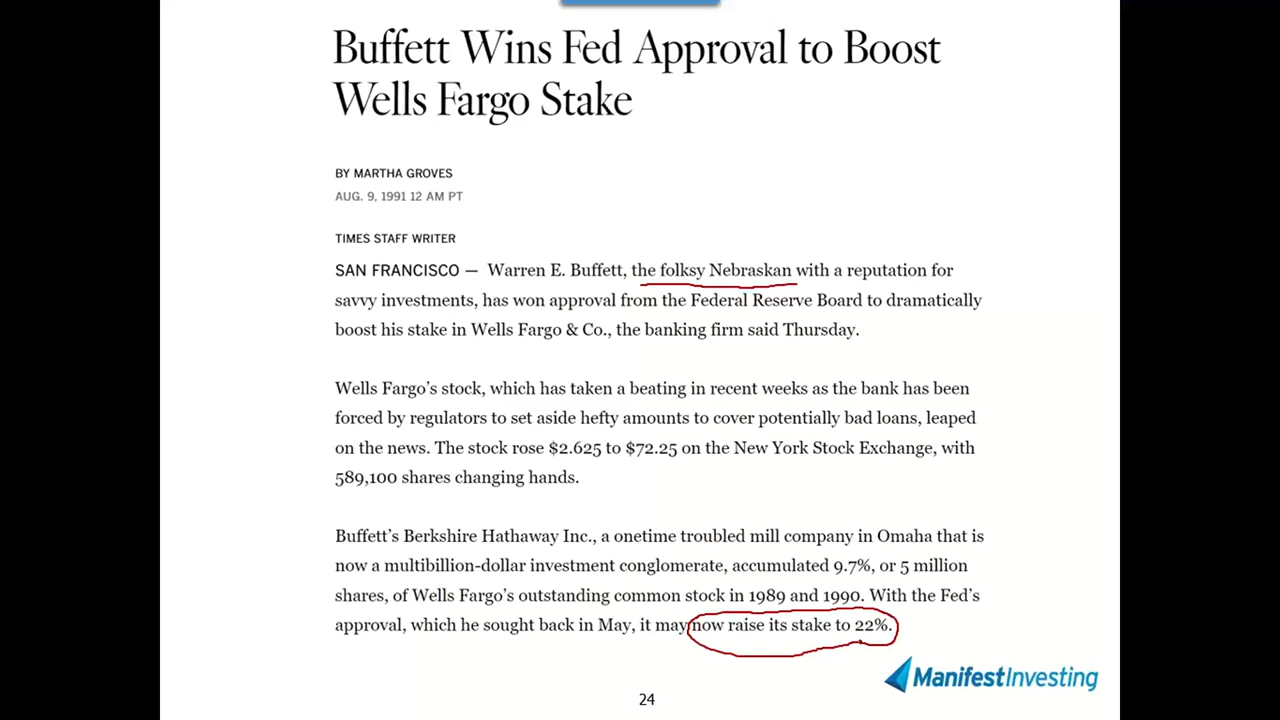 Buffett Wins Fed Approval to Boost
Wells Fargo Stake
BY MARTHA GROVES
AUG. 9, 1991 12 AM PT
TIMES STAFF WRITER
SAN FRANCISCO — Warren E. Buffett, the folksy Nebraskan with a reputation for
savvy investments, has won approval from the Federal Reserve Board to dramatically
boost his stake in Wells Fargo & Co., the banking firm said Thursday.
Wells Fargo’s stock, which has taken a beating in recent weeks as the bank has been
forced by regulators to set aside hefty amounts to cover potentially bad loans, leaped
on the news. The stock rose $2.625 to $72.25 on the New York Stock Exchange, with
589,100 shares changing hands.
Buffett’s Berkshire Hathaway Inc., a onetime troubled mill company in Omaha that is
now a multibillion-dollar investment conglomerate, accumulated 9.7%, or 5 million
shares, of Wells Fargo’s outstanding common stock in 1989 and 1990. With the Fed’s
approval, which he sought back in May, it may now raise its stake to 22%.
ManifestInvesting
24